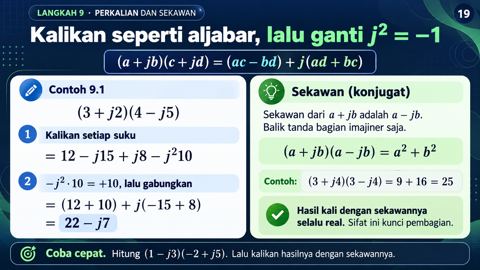 LANGKAH 9 • PERKALIAN DAN SEKAWAN
19
Kalikan seperti aljabar, lalu ganti j² = −1
(a + jb)(c + jd) = (ac − bd) + j(ad + bc)
Contoh 9.1
(3 + j2)(4 − j5)
1 Kalikan setiap suku
= 12 − j15 + j8 − j²10
2 −j² · 10 = +10, lalu gabungkan
= (12 + 10) + j(−15 + 8)
= 22 − j7
Sekawan (konjugat)
Sekawan dari a + jb adalah a − jb.
Balik tanda bagian imajiner saja.
(a + jb)(a − jb) = a² + b²
Contoh: (3 + j4)(3 − j4) = 9 + 16 = 25
Hasil kali dengan sekawannya
selalu real. Sifat ini kunci pembagian.
Coba cepat. Hitung (1 − j3)(−2 + j5). Lalu kalikan hasilnya dengan sekawannya.